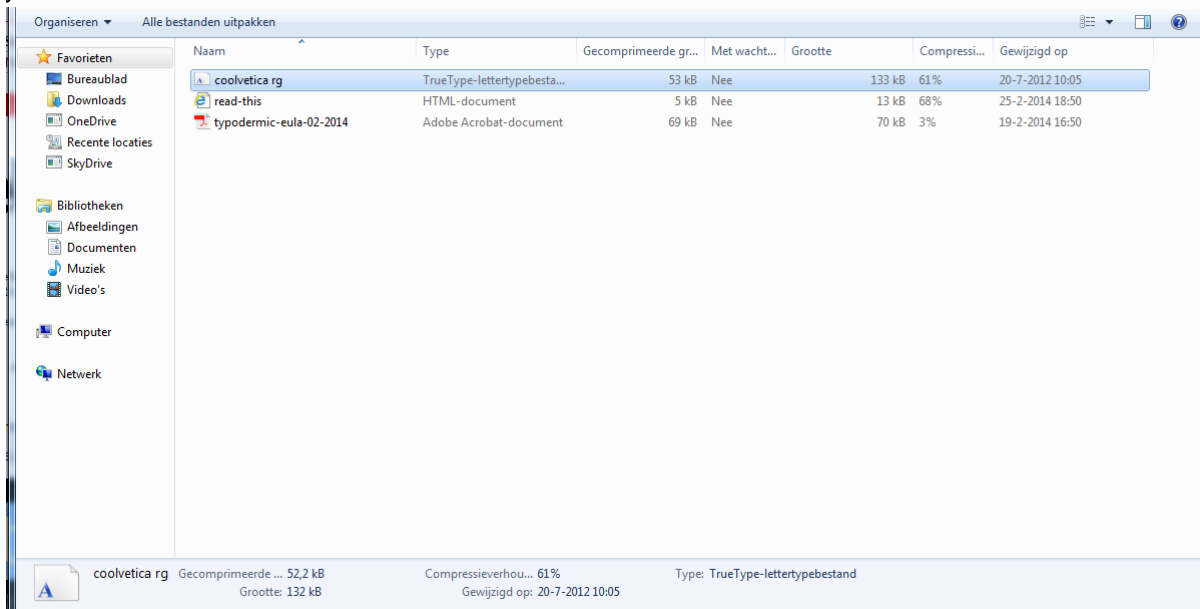 Organiseren Alle bestanden uitpakken
Favorieten
Bureaublad
Downloads
OneDrive
Recente locaties
SkyDrive
Bibliotheken
Afbeeldingen
Documenten
Muziek
Video's
Computer
Netwerk
Naam Type Gecomprimeerde gr... Met wacht... Grootte Compressi... Gewijzigd op
coolvetica rg TrueType-lettertypebesta... 53 kB Nee 133 kB 61% 20-7-2012 10:05
read-this HTML-document 5 kB Nee 13 kB 68% 25-2-2014 18:50
typodermic-eula-02-2014 Adobe Acrobat-document 69 kB Nee 70 kB 3% 19-2-2014 16:50
coolvetica rg Gecomprimeerde ... 52,2 kB Compressieverhou... 61% Type: TrueType-lettertypebestand
Grootte: 132 kB Gewijzigd op: 20-7-2012 10:05